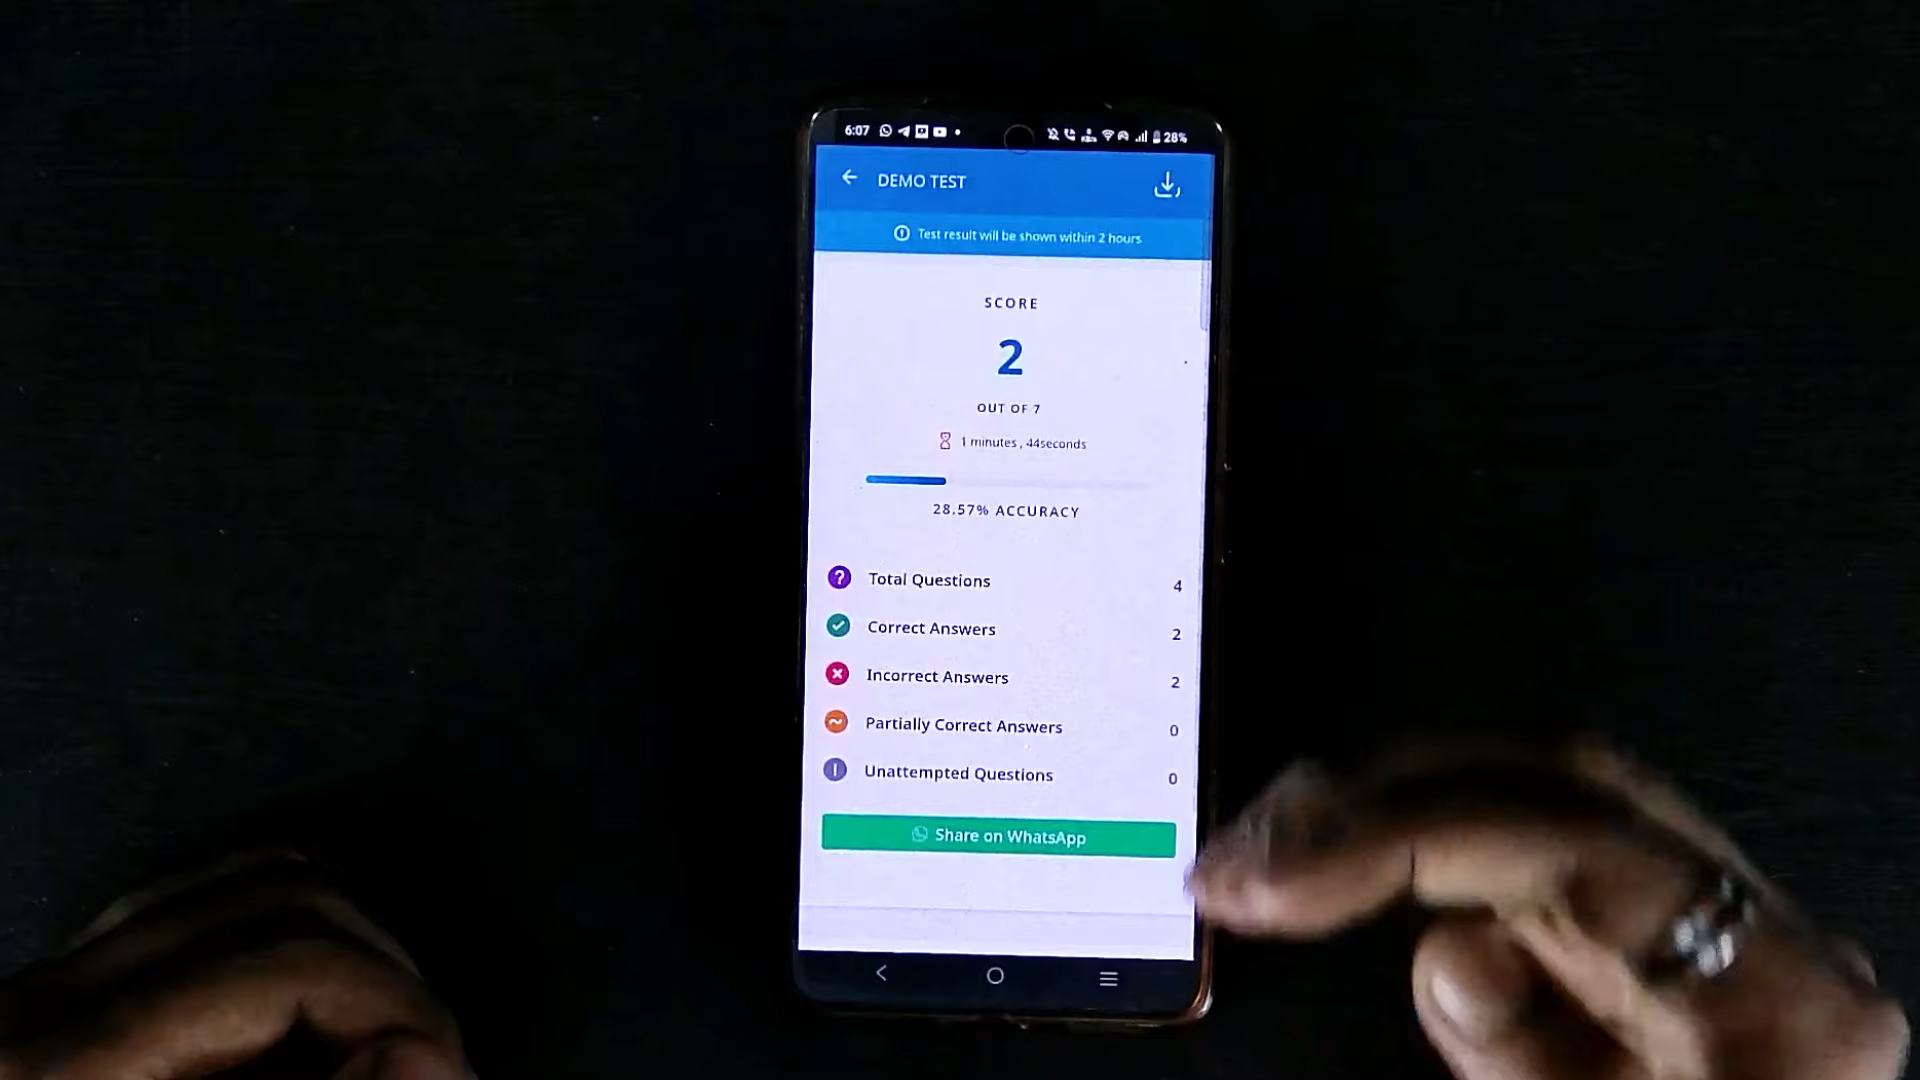 6:07 28%
DEMO TEST
Test result will be shown within 2 hours
SCORE
2
OUT OF 7
1 minutes , 44seconds
28.57% ACCURACY
Total Questions 4
Correct Answers 2
Incorrect Answers 2
Partially Correct Answers 0
Unattempted Questions 0
Share on WhatsApp